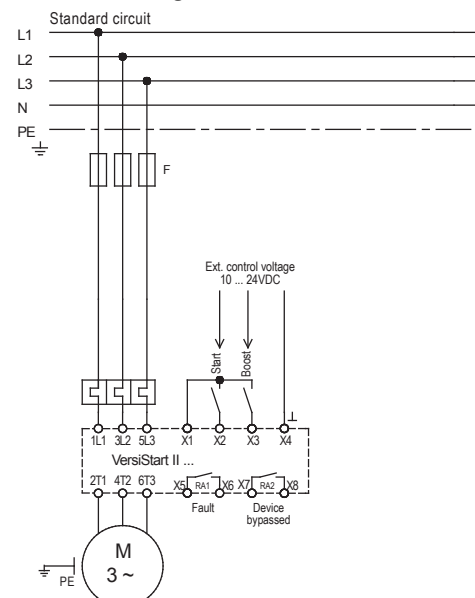 Standard circuit
L1
L2
L3
N
PE
F
Ext. control voltage
10 ... 24VDC
Start
Boost
1L1 3L2 5L3 X1 X2 X3 X4
VersiStart II ...
2T1 4T2 6T3 X5 RA1 X6 X7 RA2 X8
Fault
Device
bypassed
M
3 ~
PE